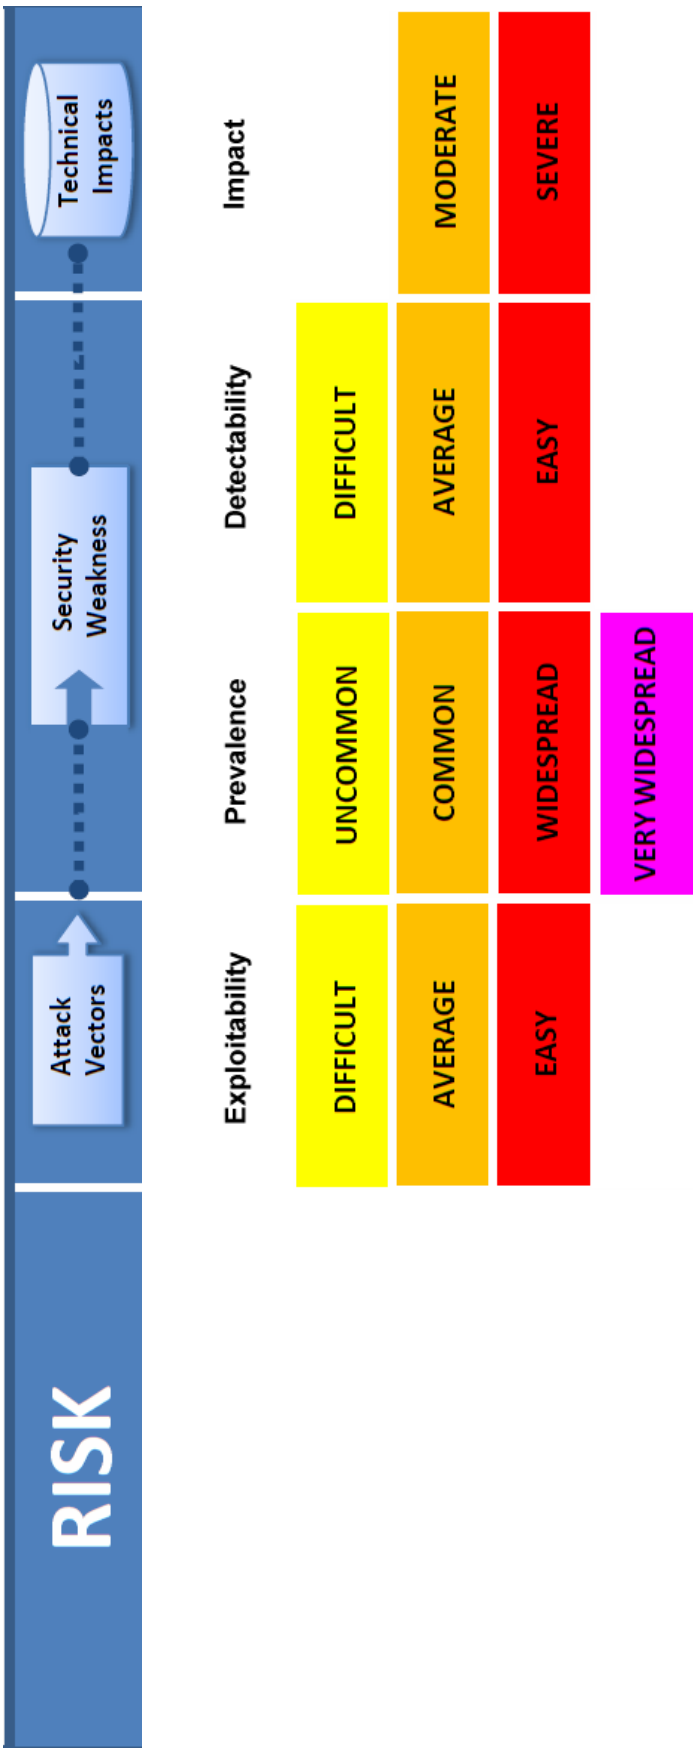 RISK
Attack
Vectors
Security
Weakness
Technical
Impacts
Exploitability
Prevalence
Detectability
Impact
DIFFICULT
UNCOMMON
DIFFICULT
AVERAGE
COMMON
AVERAGE
MODERATE
EASY
WIDESPREAD
EASY
SEVERE
VERY WIDESPREAD